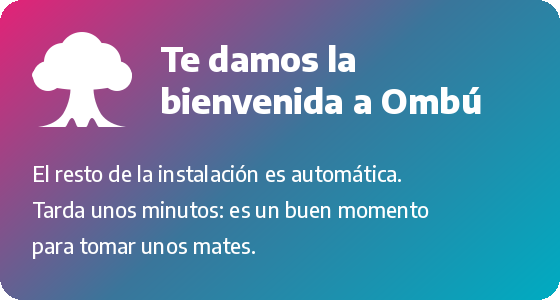 Te damos la
bienvenida a Ombú
El resto de la instalación es automática.
Tarda unos minutos: es un buen momento
para tomar unos mates.